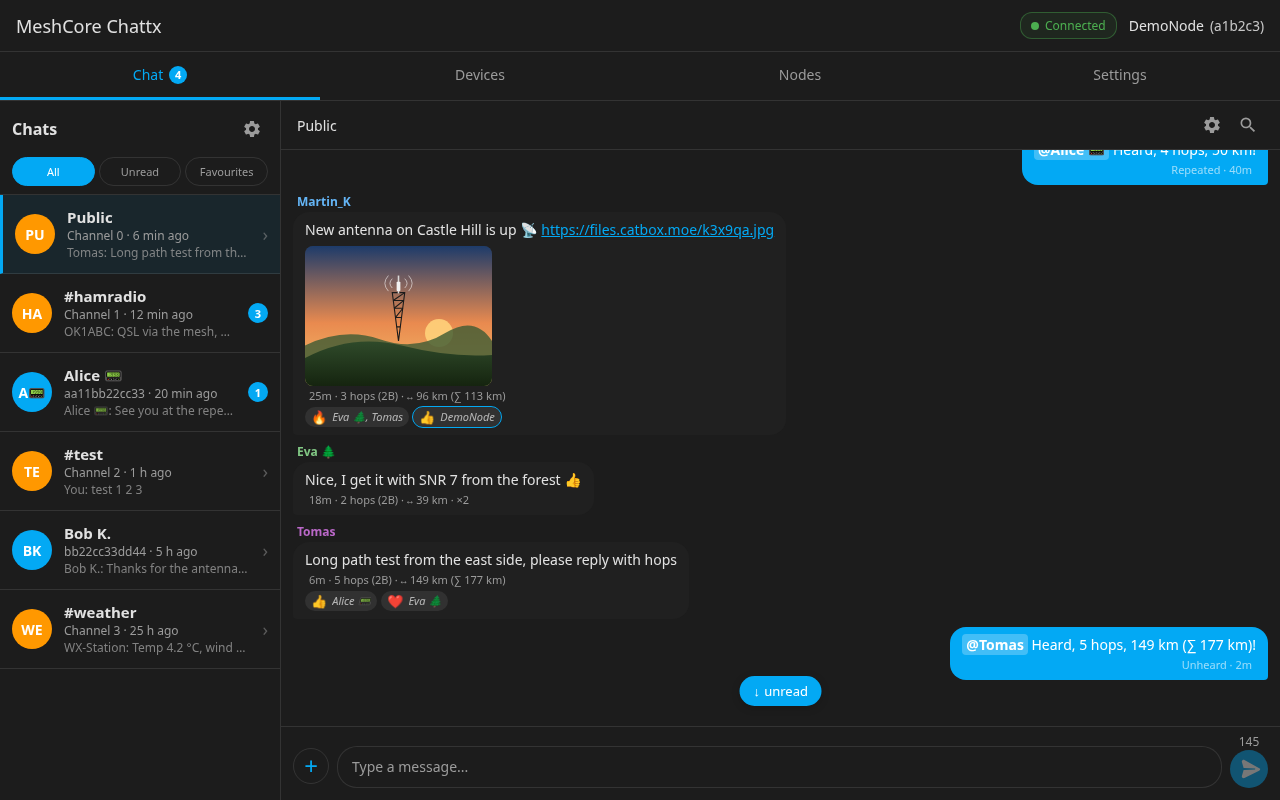 MeshCore Chattx
Connected
DemoNode (a1b2c3)
Chat 4
Devices
Nodes
Settings
Chats
All
Unread
Favourites
PU
Public
Channel 0 · 6 min ago
Tomas: Long path test from th...
HA
#hamradio
Channel 1 · 12 min ago
OK1ABC: QSL via the mesh, ...
3
A📟
Alice 📟
aa11bb22cc33 · 20 min ago
Alice 📟: See you at the repe...
1
TE
#test
Channel 2 · 1 h ago
You: test 1 2 3
BK
Bob K.
bb22cc33dd44 · 5 h ago
Bob K.: Thanks for the antenna...
WE
#weather
Channel 3 · 25 h ago
WX-Station: Temp 4.2 °C, wind ...
Public
@Alice 📟 Heard, 4 hops, 56 km!
Repeated · 40m
Martin_K
New antenna on Castle Hill is up 📡 https://files.catbox.moe/k3x9qa.jpg
25m · 3 hops (2B) · ↔ 96 km (∑ 113 km)
🔥 Eva 🌲, Tomas
👍 DemoNode
Eva 🌲
Nice, I get it with SNR 7 from the forest 👍
18m · 2 hops (2B) · ↔ 39 km · ×2
Tomas
Long path test from the east side, please reply with hops
6m · 5 hops (2B) · ↔ 149 km (∑ 177 km)
👍 Alice 📟
❤️ Eva 🌲
@Tomas Heard, 5 hops, 149 km (∑ 177 km)!
Unheard · 2m
↓ unread
Type a message...
145